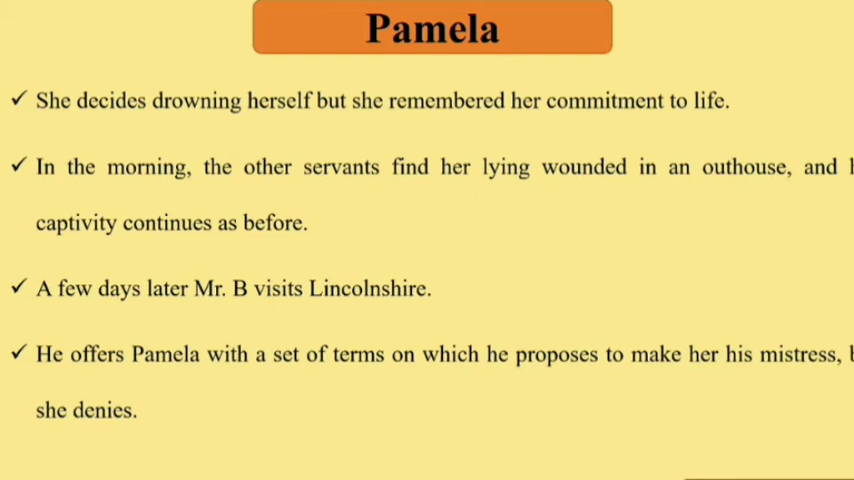 Pamela
✓ She decides drowning herself but she remembered her commitment to life.
✓ In the morning, the other servants find her lying wounded in an outhouse, and
captivity continues as before.
✓ A few days later Mr. B visits Lincolnshire.
✓ He offers Pamela with a set of terms on which he proposes to make her his mistress,
she denies.